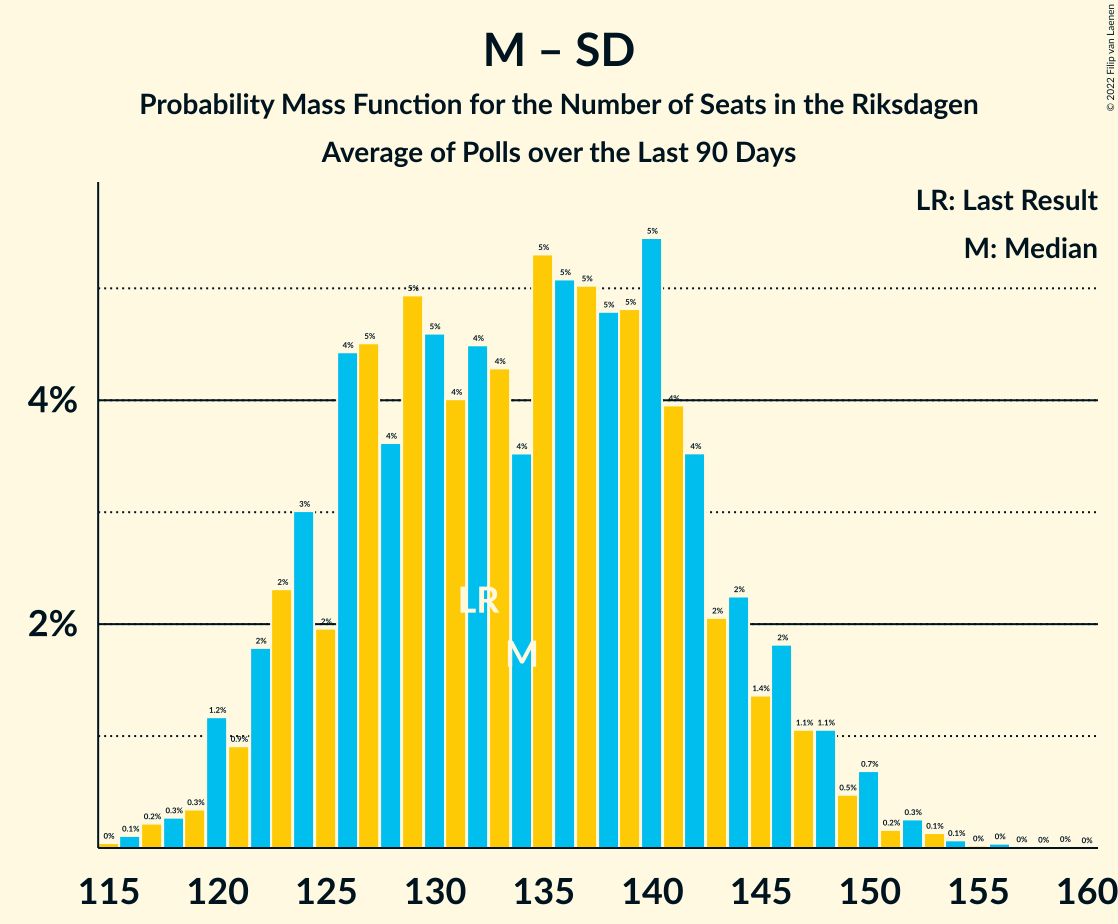 M – SD
Probability Mass Function for the Number of Seats in the Riksdagen
Average of Polls over the Last 90 Days
© 2022 Filip van Laenen
LR: Last Result
M: Median
4%
2%
0% 0.1% 0.2% 0.3% 0.3% 1.2% 0.9% 2% 2% 3% 2% 4% 5% 4% 5% 5% 4% 4% 4% 4% 5% 5% 5% 5% 5% 5% 4% 4% 2% 2% 1.4% 2% 1.1% 1.1% 0.5% 0.7% 0.2% 0.3% 0.1% 0.1% 0% 0% 0% 0% 0% 0%
LR
M
115 120 125 130 135 140 145 150 155 160